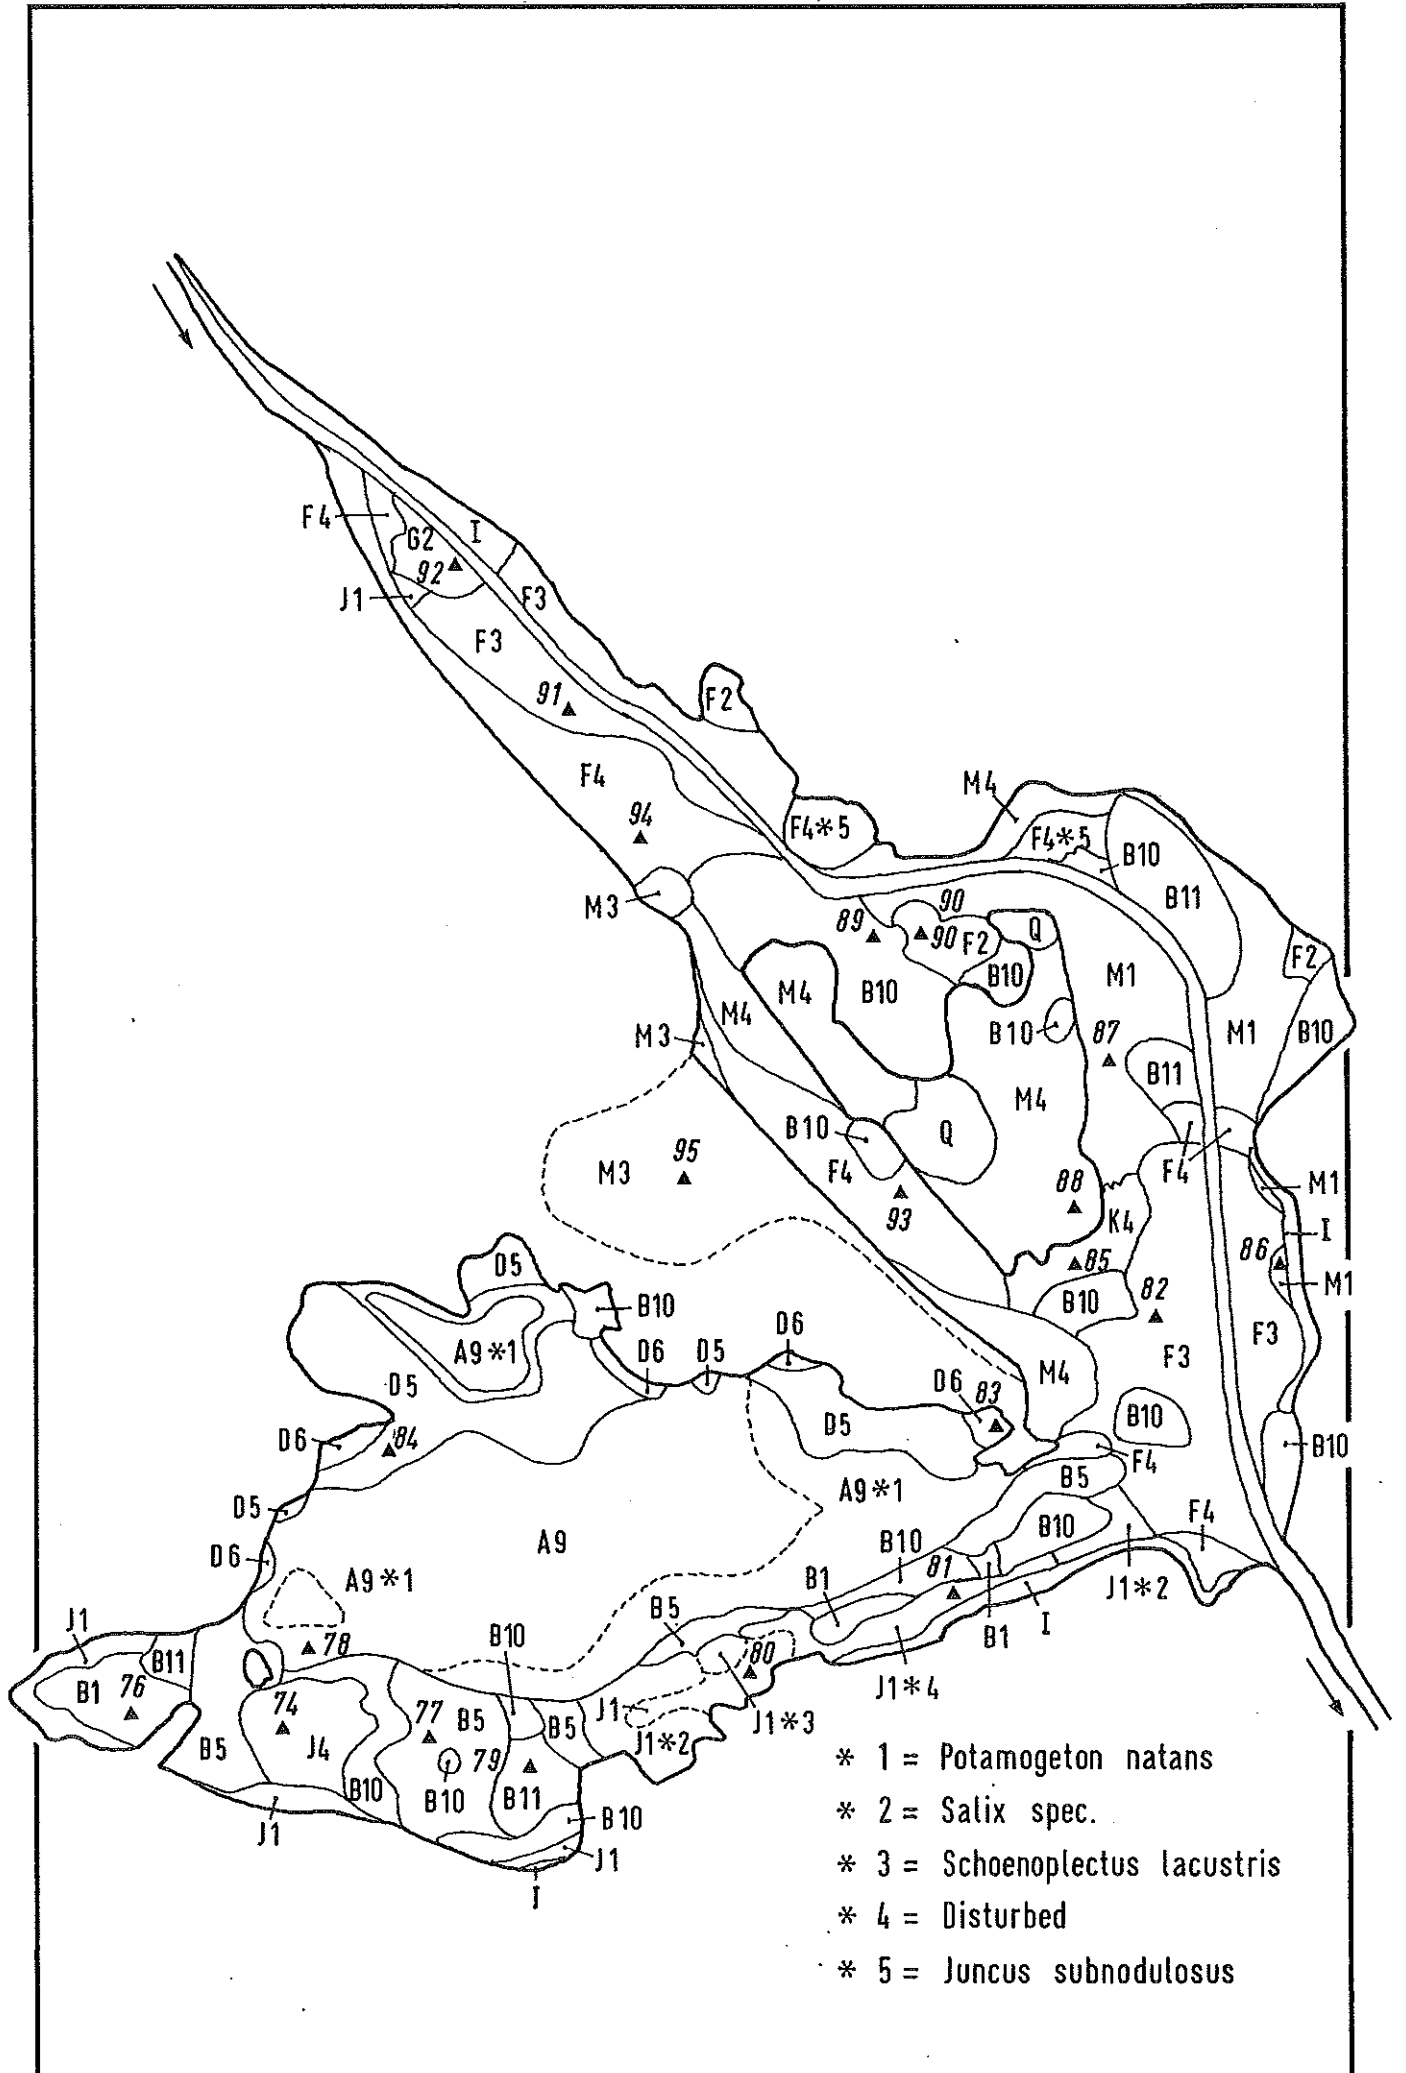 F4
G2
I
92
J1
F3
F3
91
F2
F4
94
M4
F4*5
F4*5
B10
B11
M3
89
90
90
F2
Q
B10
M1
F2
M4
B10
M4
B10
87
M1
B10
M3
B11
M4
B10
Q
95
M3
F4
F4
88
M1
93
K4
I
D5
85
86
B10
82
M1
B10
D6
A9*1
D6
D5
F3
F3
M4
D5
D6
83
D5
B10
D6
84
B10
F4
B5
A9*1
D5
B10
F4
A9
B10
D6
81
A9*1
B1
J1*2
J1
B5
B10
B1
I
78
B11
80
B1
76
J1*4
74
77
B5
J1
J1*3
B5
B5
J4
79
J1*2
B10
B10
B11
B10
J1
J1
I
* 1 = Potamogeton natans
* 2 = Salix spec.
* 3 = Schoenoplectus lacustris
* 4 = Disturbed
* 5 = Juncus subnodulosus